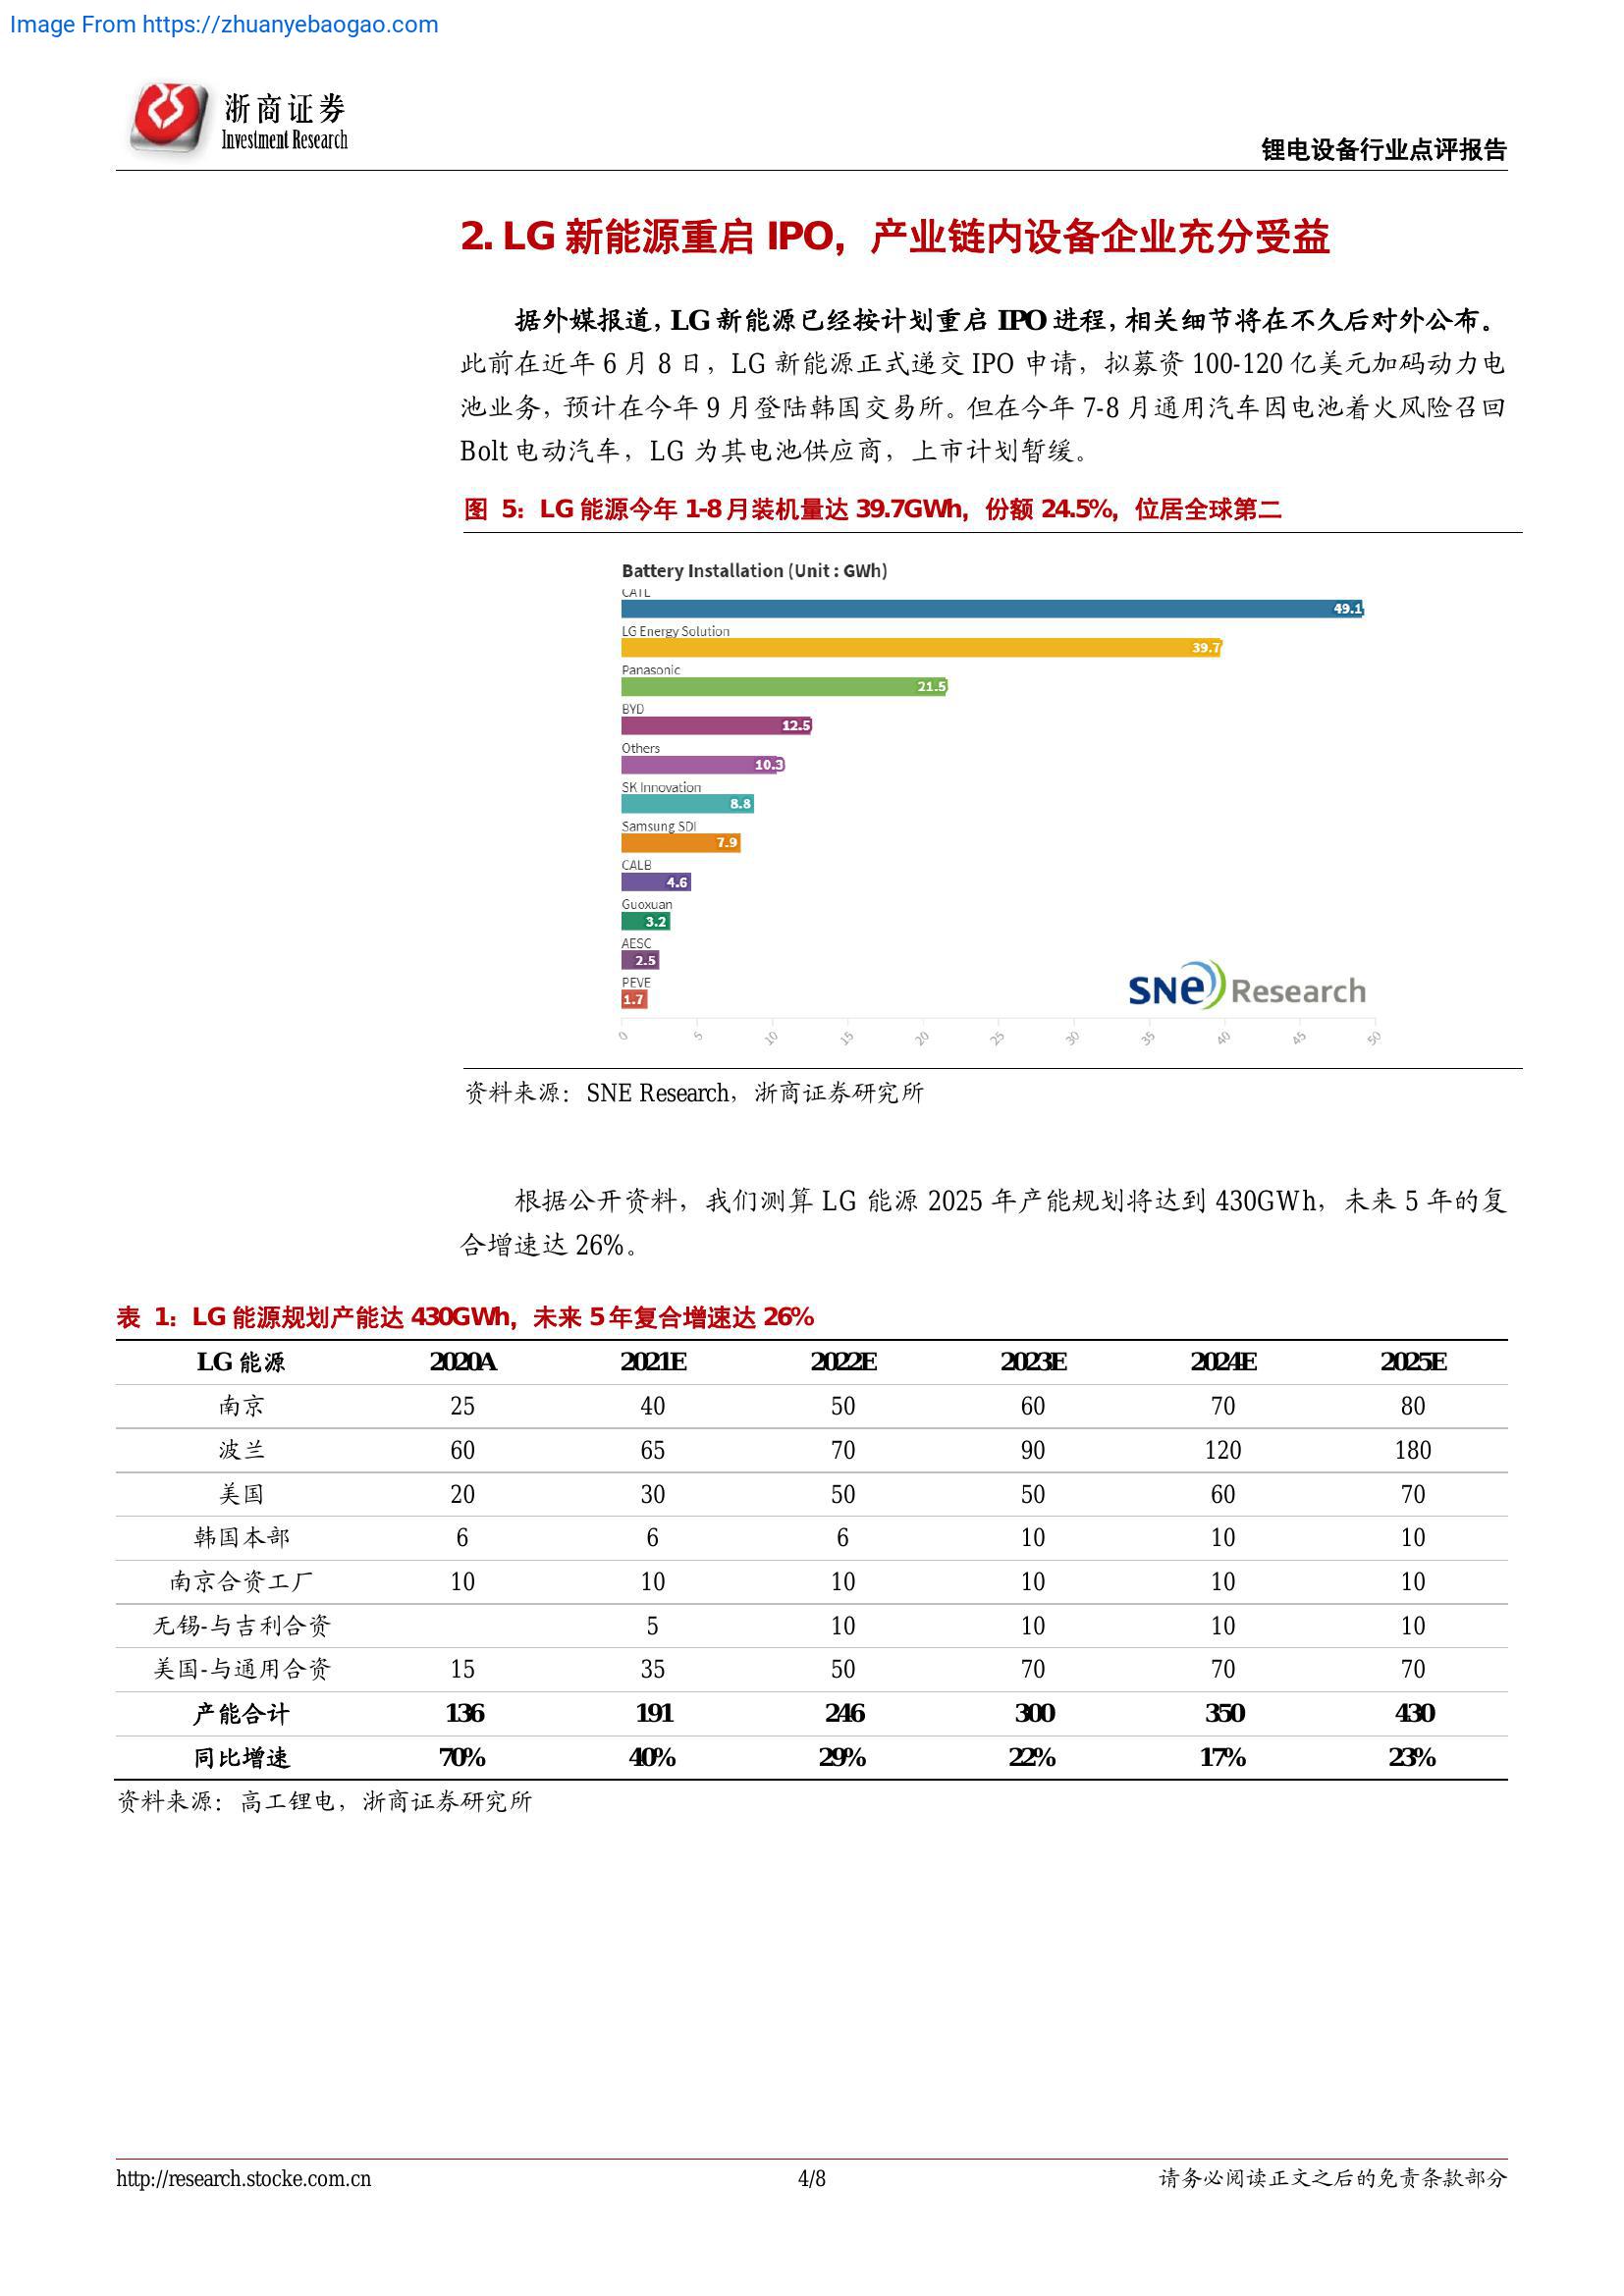 Image From https://zhuanyebaogao.com
浙商证券
Investment Research
锂电设备行业点评报告
2. LG 新能源重启 IPO，产业链内设备企业充分受益
据外媒报道，LG 新能源已经按计划重启 IPO 进程，相关细节将在不久后对外公布。
此前在近年 6 月 8 日，LG 新能源正式递交 IPO 申请，拟募资 100-120 亿美元加码动力电
池业务，预计在今年 9 月登陆韩国交易所。但在今年 7-8 月通用汽车因电池着火风险召回
Bolt 电动汽车，LG 为其电池供应商，上市计划暂缓。
图 5：LG 能源今年 1-8 月装机量达 39.7GWh，份额 24.5%，位居全球第二
Battery Installation (Unit : GWh)
CATL
49.1
LG Energy Solution
39.7
Panasonic
21.5
BYD
12.5
Others
10.3
SK Innovation
8.8
Samsung SDI
7.9
CALB
4.6
Guoxuan
3.2
AESC
2.5
PEVE
1.7
SNe Research
0 5 10 15 20 25 30 35 40 45 50
资料来源：SNE Research，浙商证券研究所
根据公开资料，我们测算 LG 能源 2025 年产能规划将达到 430GWh，未来 5 年的复
合增速达 26%。
表 1：LG 能源规划产能达 430GWh，未来 5 年复合增速达 26%
LG 能源 2020A 2021E 2022E 2023E 2024E 2025E
南京 25 40 50 60 70 80
波兰 60 65 70 90 120 180
美国 20 30 50 50 60 70
韩国本部 6 6 6 10 10 10
南京合资工厂 10 10 10 10 10 10
无锡-与吉利合资 5 10 10 10 10
美国-与通用合资 15 35 50 70 70 70
产能合计 136 191 246 300 350 430
同比增速 70% 40% 29% 22% 17% 23%
资料来源：高工锂电，浙商证券研究所
http://research.stocke.com.cn
4/8
请务必阅读正文之后的免责条款部分